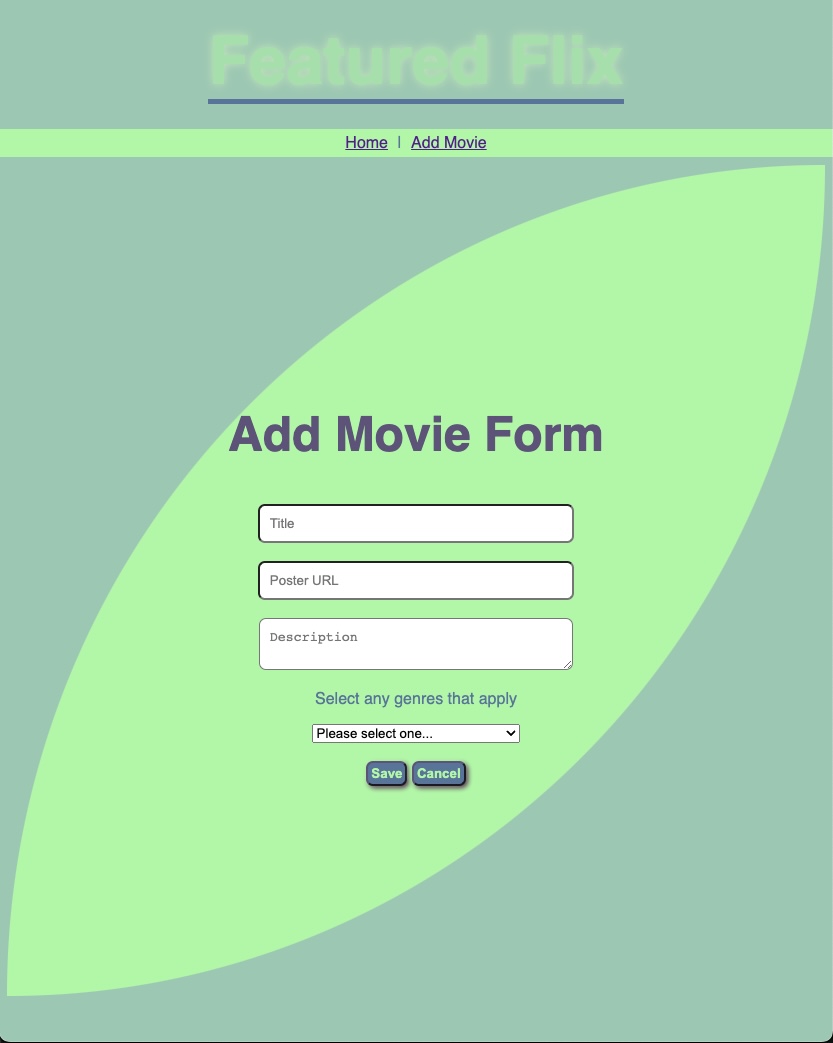 Featured Flix
Home | Add Movie
Add Movie Form
Title
Poster URL
Description
Select any genres that apply
Please select one...
Save Cancel